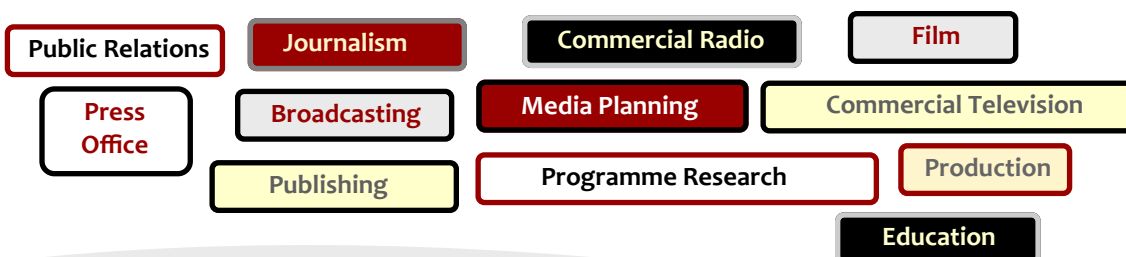 Public Relations
Journalism
Commercial Radio
Film
Press
Office
Broadcasting
Media Planning
Commercial Television
Publishing
Programme Research
Production
Education